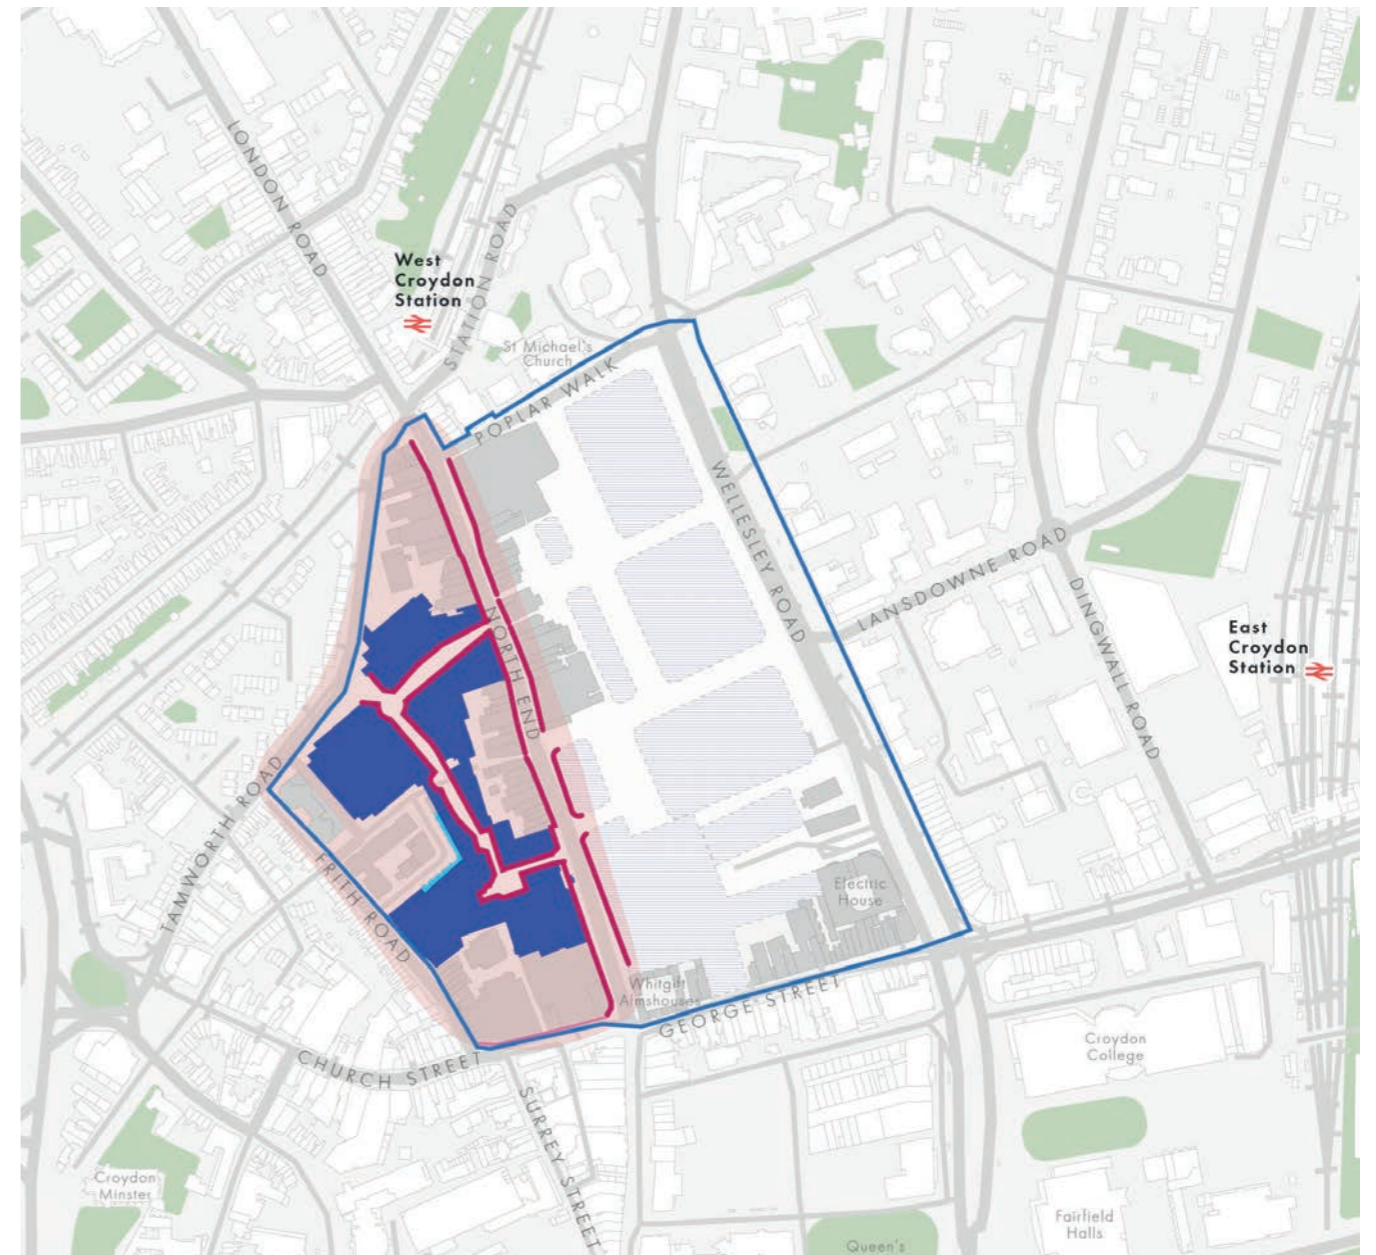 LONDON ROAD
STATION ROAD
West
Croydon
Station
St Michael's
Church
POPLAR WALK
WELLESLEY ROAD
LANSDOWNE ROAD
DINGWALL ROAD
NORTH END
East
Croydon
Station
TAMWORTH ROAD
FRITH ROAD
Electric
House
Whitgift
Almshouses
GEORGE STREET
CHURCH STREET
SURREY STREET
Croydon
College
Croydon
Minster
Fairfield
Halls
Queen's